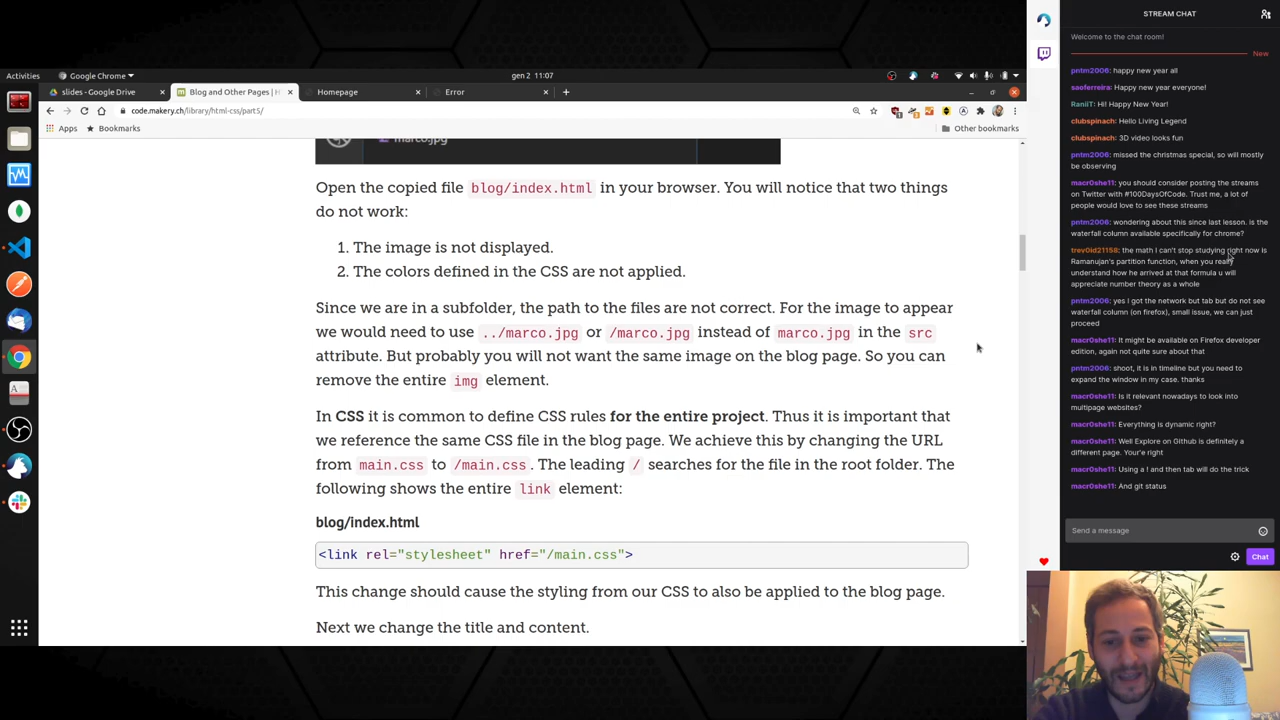 Activities
Google Chrome
gen 2 11:07
slides - Google Drive
Blog and Other Pages
Homepage
Error
code.makery.ch/library/html-css/part5/
Apps
Bookmarks
Other bookmarks
marco.jpg
Open the copied file blog/index.html in your browser. You will notice that two things
do not work:
1. The image is not displayed.
2. The colors defined in the CSS are not applied.
Since we are in a subfolder, the path to the files are not correct. For the image to appear
we would need to use ../marco.jpg or /marco.jpg instead of marco.jpg in the src
attribute. But probably you will not want the same image on the blog page. So you can
remove the entire img element.
In CSS it is common to define CSS rules for the entire project. Thus it is important that
we reference the same CSS file in the blog page. We achieve this by changing the URL
from main.css to /main.css. The leading / searches for the file in the root folder. The
following shows the entire link element:
blog/index.html
<link rel="stylesheet" href="/main.css">
This change should cause the styling from our CSS to also be applied to the blog page.
Next we change the title and content.
STREAM CHAT
Welcome to the chat room!
New
pntm2006: happy new year all
saoferreira: Happy new year everyone!
RaniiT: Hi! Happy New Year!
clubspinach: Hello Living Legend
clubspinach: 3D video looks fun
pntm2006: missed the christmas special, so will mostly
be observing
macr0she11: you should consider posting the streams
on Twitter with #100DaysOfCode. Trust me, a lot of
people would love to see these streams
pntm2006: wondering about this since last lesson. is the
waterfall column available specifically for chrome?
trev0id21158: the math I can't stop studying right now is
Ramanujan's partition function, when you really
understand how he arrived at that formula u will
appreciate number theory as a whole
pntm2006: yes I got the network but tab but do not see
waterfall column (on firefox), small issue, we can just
proceed
macr0she11: It might be available on Firefox developer
edition, again not quite sure about that
pntm2006: shoot, it is in timeline but you need to
expand the window in my case. thanks
macr0she11: Is it relevant nowadays to look into
multipage websites?
macr0she11: Everything is dynamic right?
macr0she11: Well Explore on Github is definitely a
different page. Your'e right
macr0she11: Using a ! and then tab will do the trick
macr0she11: And git status
Send a message
Chat